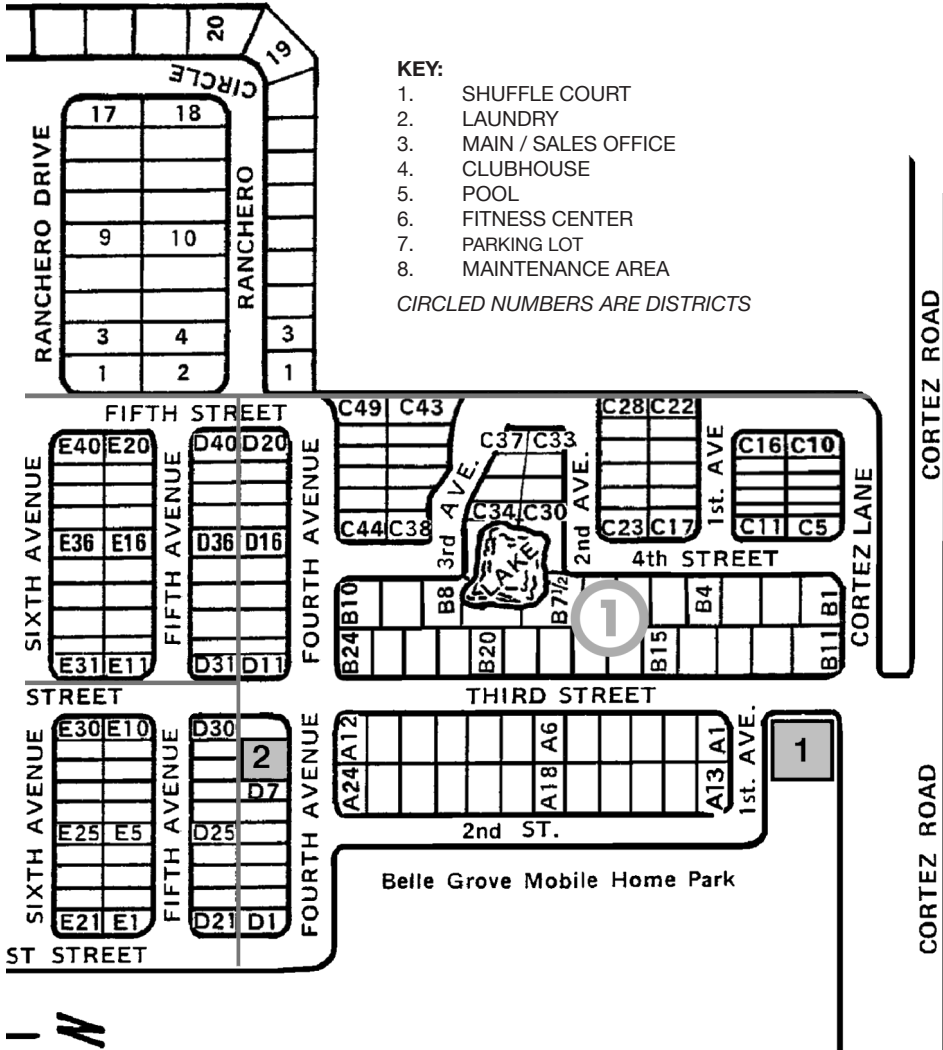 20
19
CIRCLE
KEY:
1. SHUFFLE COURT
2. LAUNDRY
3. MAIN / SALES OFFICE
4. CLUBHOUSE
5. POOL
6. FITNESS CENTER
7. PARKING LOT
8. MAINTENANCE AREA
CIRCLED NUMBERS ARE DISTRICTS
RANCHERO DRIVE
17 18
9 10
3 4
1 2
RANCHERO
3
1
CORTEZ ROAD
FIFTH STREET
SIXTH AVENUE
E40 E20
E36 E16
E31 E11
FIFTH AVENUE
D40 D20
D36 D16
D31 D11
FOURTH AVENUE
C49 C43
C44 C38
3rd AVE.
C37 C33
C34 C30
LAKE
2nd AVE.
C28 C22
C23 C17
1st. AVE
C16 C10
C11 C5
4th STREET
CORTEZ LANE
B10 B8 B7½ B4 B1
1
B24 B20 B15 B11
STREET
THIRD STREET
SIXTH AVENUE
E30 E10
E25 E5
E21 E1
FIFTH AVENUE
D30
2
D7
D25
D21 D1
FOURTH AVENUE
A12 A6 A1
A24 A18 A13
1st. AVE.
1
2nd ST.
Belle Grove Mobile Home Park
CORTEZ ROAD
ST STREET
N